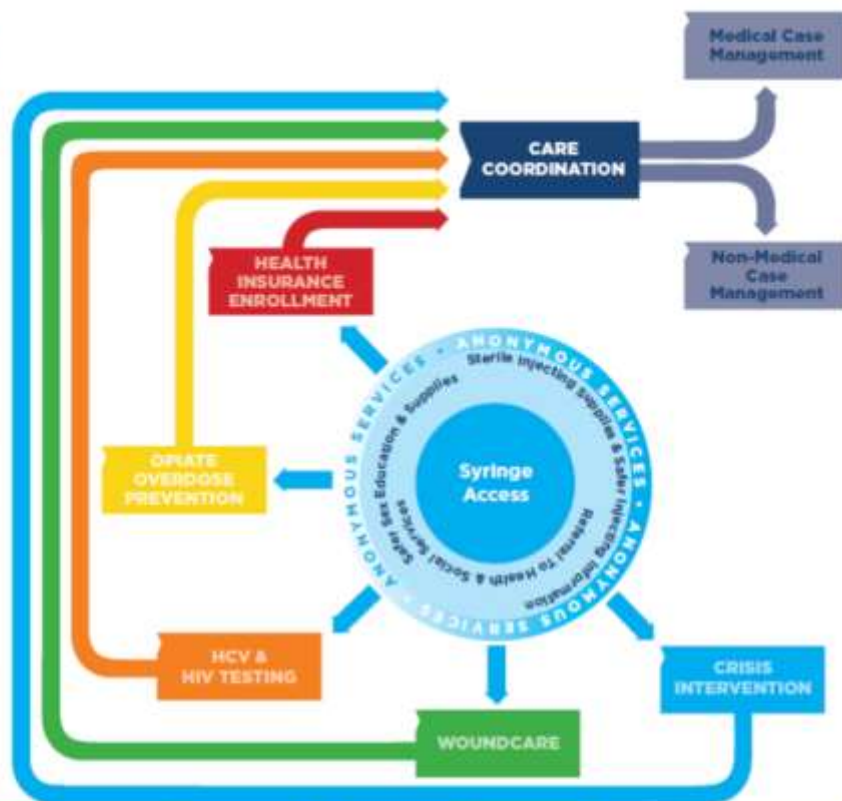 Medical Case
Management
CARE
COORDINATION
Non-Medical
Case
Management
HEALTH
INSURANCE
ENROLLMENT
ANONYMOUS SERVICES • ANONYMOUS SERVICES • ANONYMOUS SERVICES • ANONYMOUS SERVICES •
Sterile Injecting Supplies & Safer Injecting Information
Safer Sex Education & Supplies
Referral To Health & Social Services
Syringe
Access
OPIATE
OVERDOSE
PREVENTION
HCV &
HIV TESTING
CRISIS
INTERVENTION
WOUNDCARE